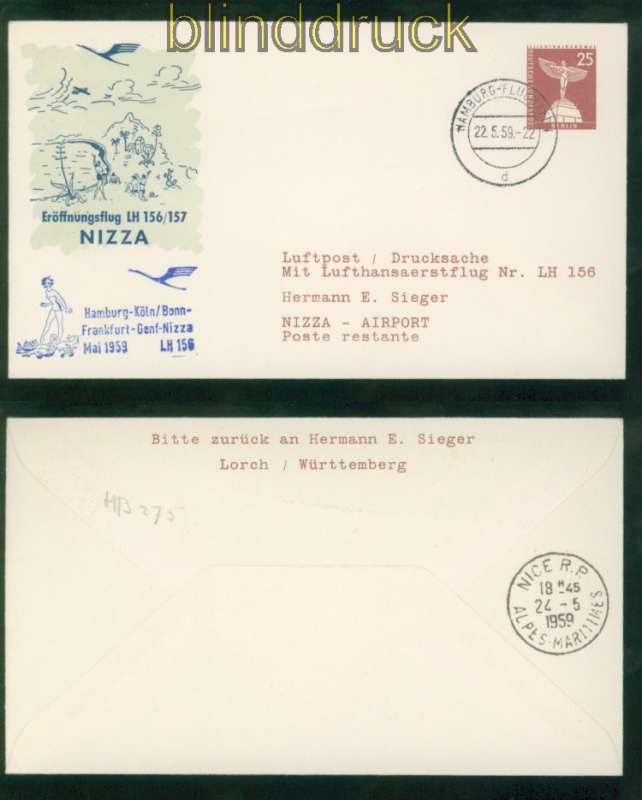 blinddruck
25
DEUTSCHE BUNDESPOST
BERLIN
22.5.59.-22
d
Eröffnungsflug LH 156/157
NIZZA
Hamburg-Köln/Bonn-
Frankfurt-Genf-Nizza
Mai 1959 LH 156
Luftpost / Drucksache
Mit Lufthansaerstflug Nr. LH 156
Hermann E. Sieger
NIZZA - AIRPORT
Poste restante
Bitte zurück an Hermann E. Sieger
Lorch / Württemberg
HB 275
NICE R.P.
18 H 45
24 - 5
1959
ALPES-MARITIMES